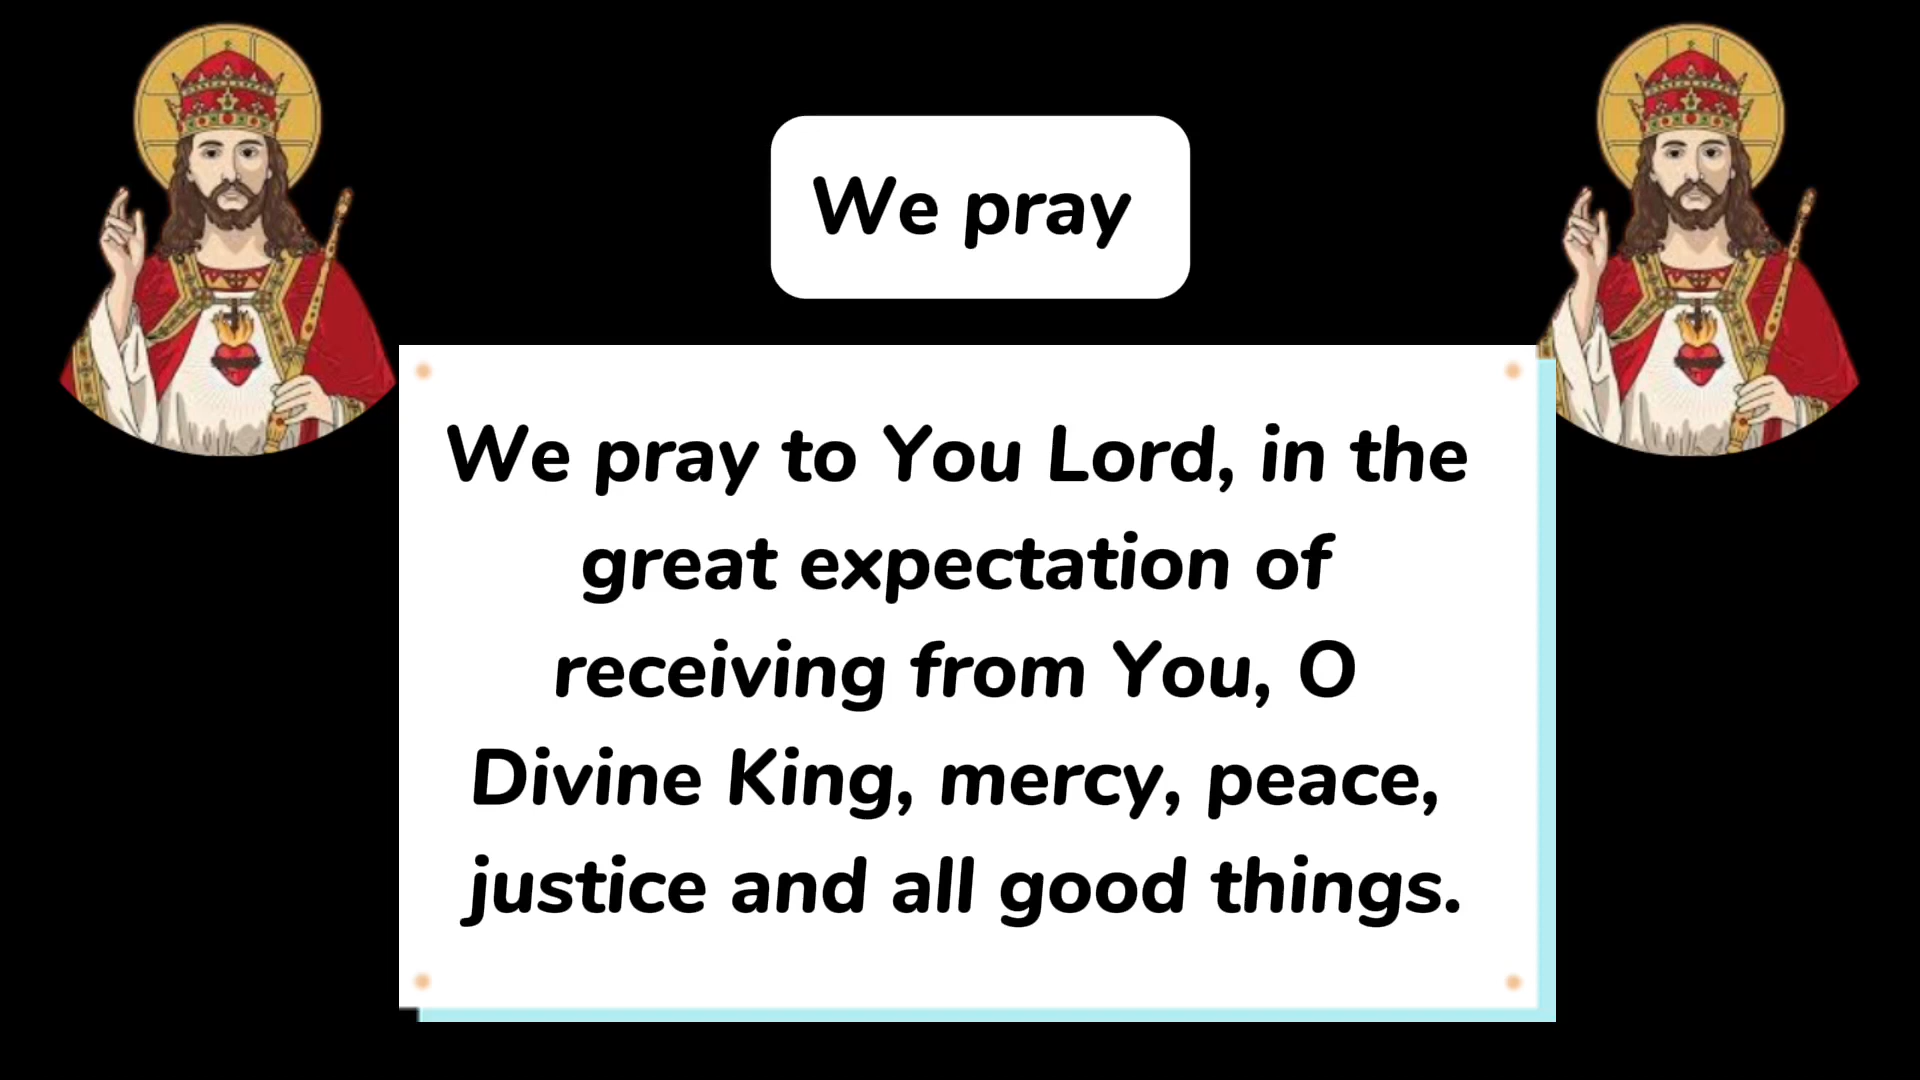 We pray
We pray to You Lord, in the
great expectation of
receiving from You, O
Divine King, mercy, peace,
justice and all good things.